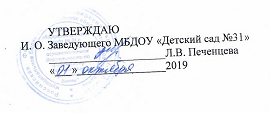 УТВЕРЖДАЮ
И. О. Заведующего МБДОУ «Детский сад №31»
Л.В. Печенцева
«01» октября 2019